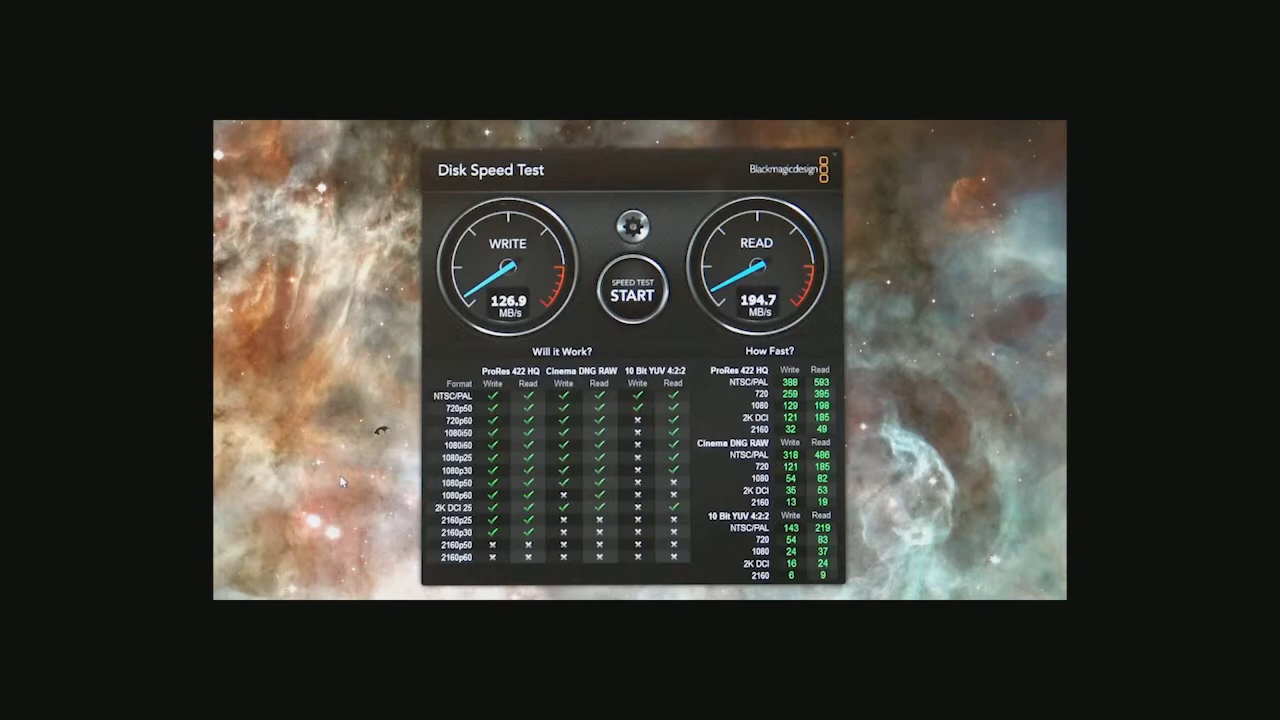 Disk Speed Test
Blackmagicdesign
WRITE
126.9
MB/s
SPEED TEST
START
READ
194.7
MB/s
Will it Work?
ProRes 422 HQ Cinema DNG RAW 10 Bit YUV 4:2:2
Format Write Read Write Read Write Read
NTSC/PAL
720p50
720p60
1080i50
1080i60
1080p25
1080p30
1080p50
1080p60
2K DCI 25
2160p25
2160p30
2160p50
2160p60
How Fast?
ProRes 422 HQ Write Read
NTSC/PAL 388 593
720 259 395
1080 129 198
2K DCI 121 185
2160 32 49
Cinema DNG RAW Write Read
NTSC/PAL 318 486
720 121 185
1080 54 82
2K DCI 35 53
2160 13 19
10 Bit YUV 4:2:2 Write Read
NTSC/PAL 143 219
720 54 83
1080 24 37
2K DCI 16 24
2160 6 9